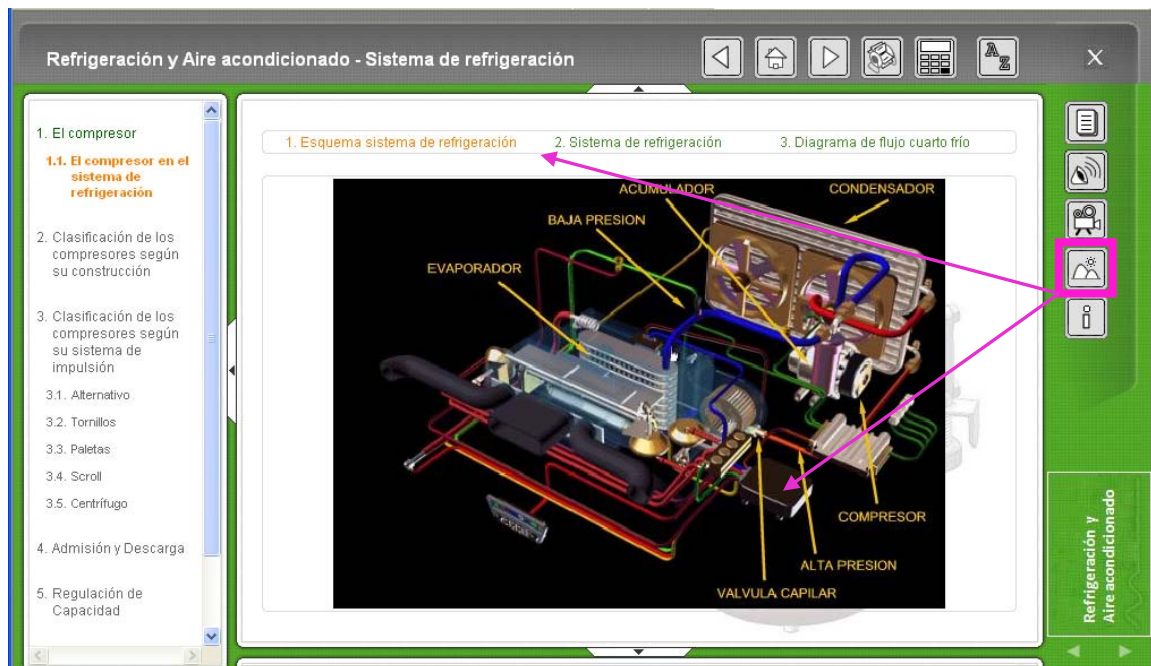 Refrigeración y Aire acondicionado - Sistema de refrigeración
A
Z
X
1. El compresor
1.1. El compresor en el
sistema de
refrigeración
2. Clasificación de los
compresores según
su construcción
3. Clasificación de los
compresores según
su sistema de
impulsión
3.1. Alternativo
3.2. Tornillos
3.3. Paletas
3.4. Scroll
3.5. Centrífugo
4. Admisión y Descarga
5. Regulación de
Capacidad
1. Esquema sistema de refrigeración
2. Sistema de refrigeración
3. Diagrama de flujo cuarto frío
ACUMULADOR
CONDENSADOR
BAJA PRESION
EVAPORADOR
COMPRESOR
ALTA PRESION
VALVULA CAPILAR
i
Refrigeración y
Aire acondicionado